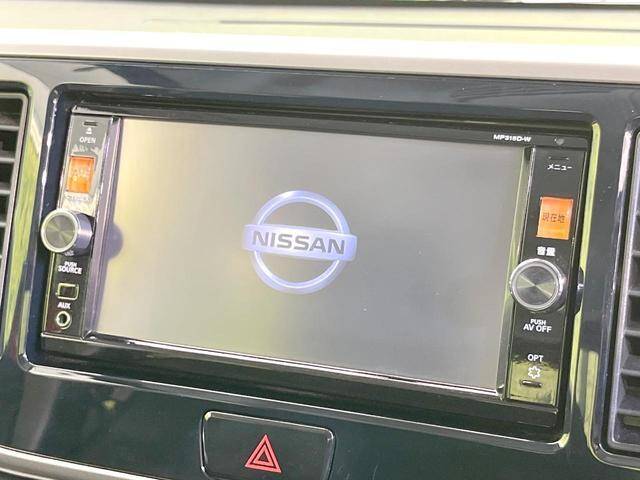 MP315D-W
OPEN
メニュー
現在地
音量
NISSAN
PUSH
SOURCE
AUX
PUSH
AV OFF
OPT